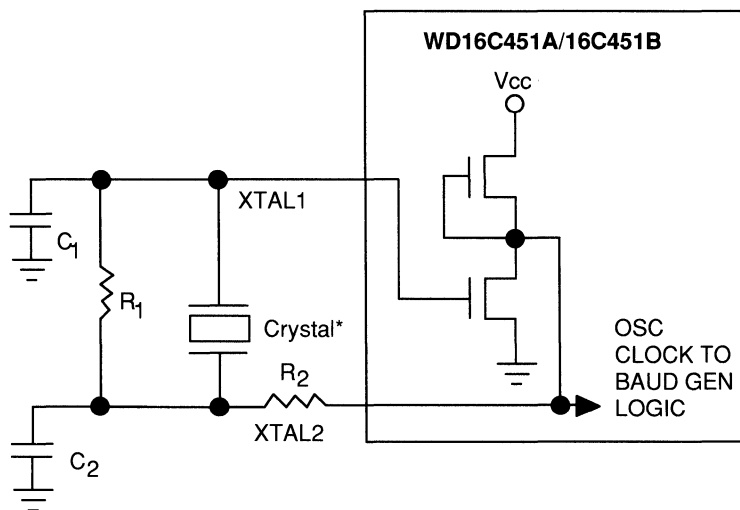 WD16C451A/16C451B
Vcc
XTAL1
C1
R1
Crystal*
R2
OSC
CLOCK TO
BAUD GEN
LOGIC
XTAL2
C2